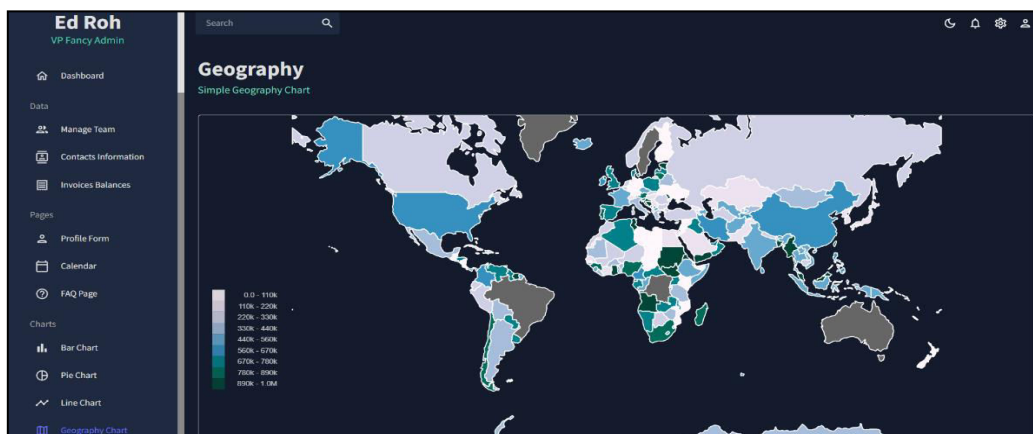 Ed Roh
VP Fancy Admin
Dashboard
Data
Manage Team
Contacts Information
Invoices Balances
Pages
Profile Form
Calendar
FAQ Page
Charts
Bar Chart
Pie Chart
Line Chart
Geography Chart
Search
Geography
Simple Geography Chart
0.0 - 110k
110k - 220k
220k - 330k
330k - 440k
440k - 560k
560k - 670k
670k - 780k
780k - 890k
890k - 1.0M